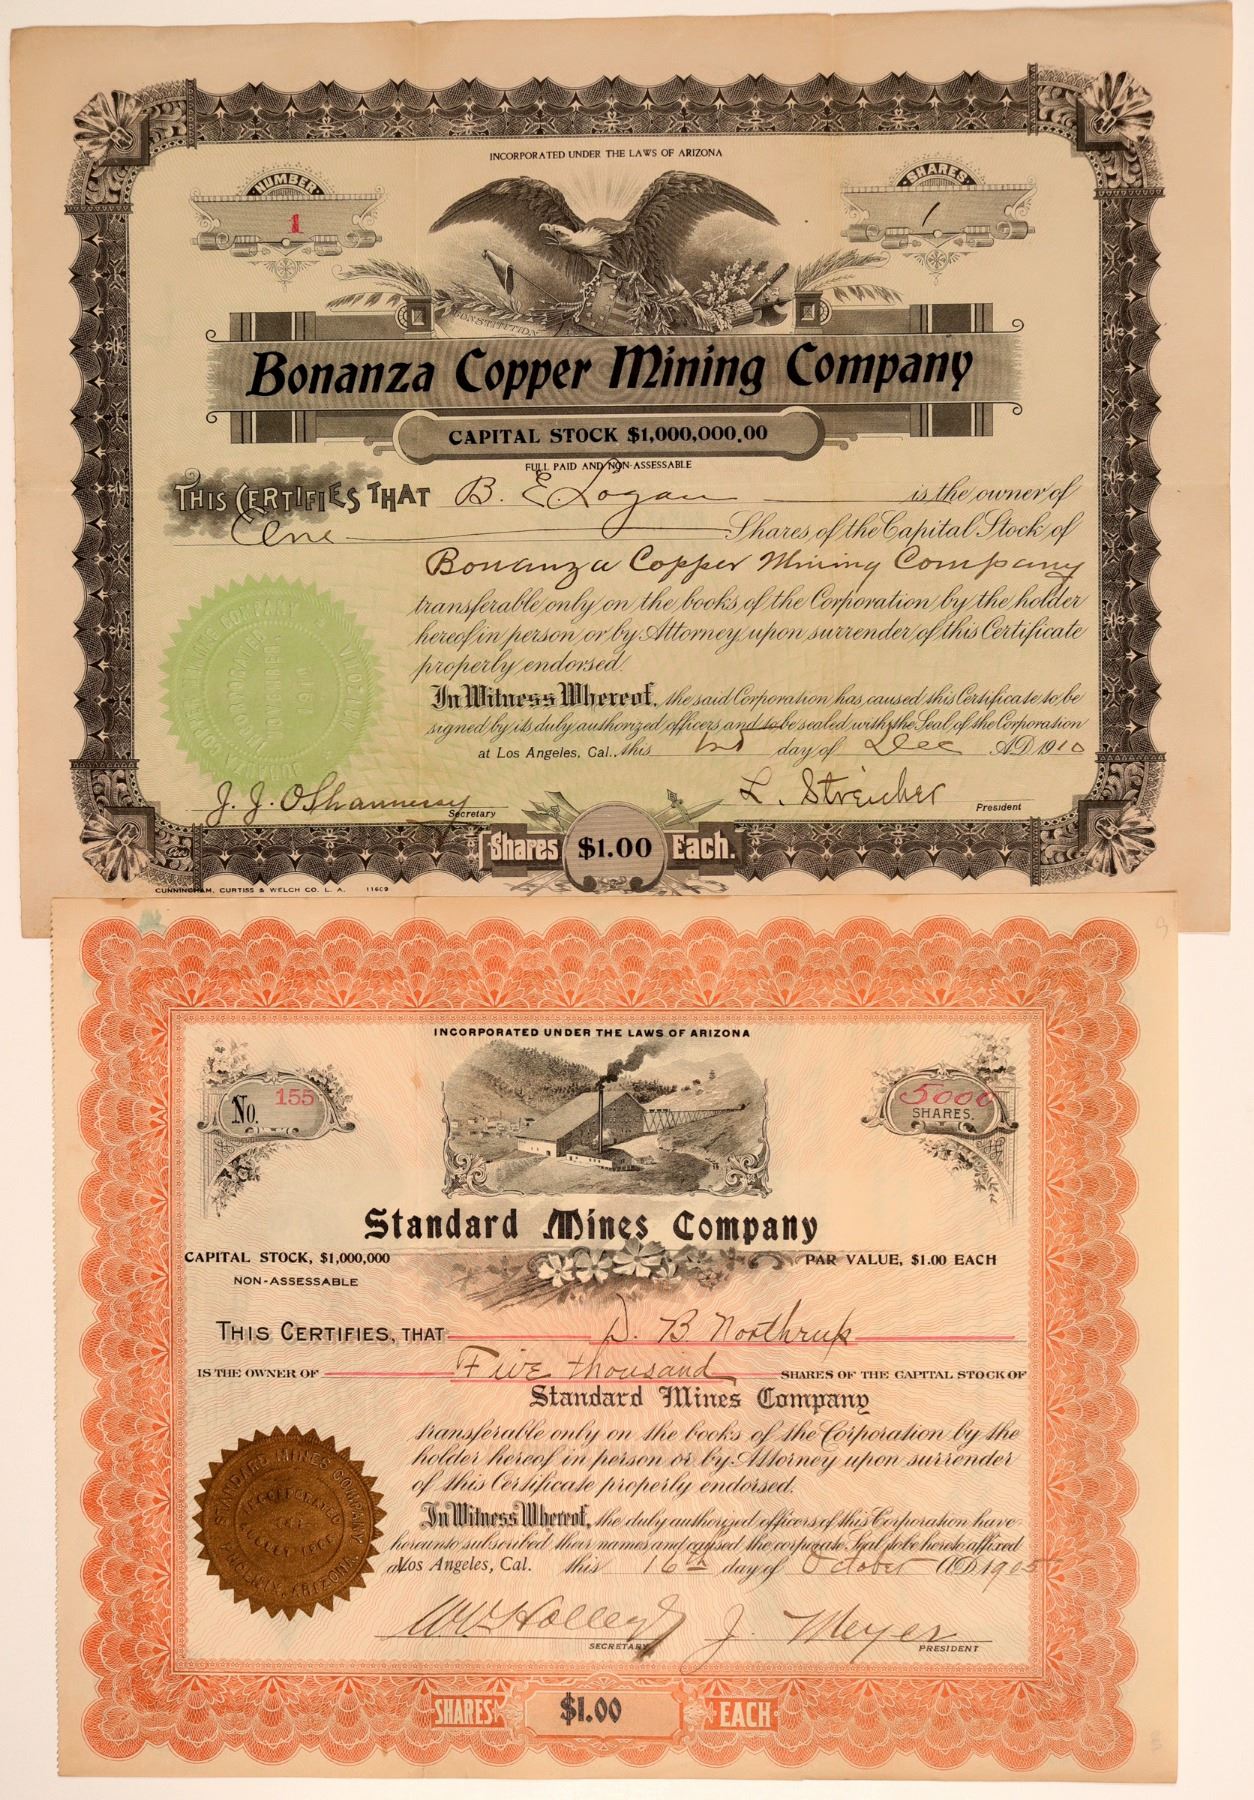 INCORPORATED UNDER THE LAWS OF ARIZONA
NUMBER
1
SHARES
1
CONSTITUTION
Bonanza Copper Mining Company
CAPITAL STOCK $1,000,000.00
FULL PAID AND NON-ASSESSABLE
THIS CERTIFIES THAT B. E Logan is the owner of
One Shares of the Capital Stock of
Bonanza Copper Mining Company
transferable only on the books of the Corporation by the holder
hereof in person or by Attorney upon surrender of this Certificate
properly endorsed.
In Witness Whereof, the said Corporation has caused this Certificate to be
signed by its duly authorized officers and to be sealed with the Seal of the Corporation
at Los Angeles, Cal., this day of Dec A.D. 1910
J. J. OShannessy
Secretary
L. Streicher
President
Shares $1.00 Each.
CUNNINGHAM, CURTISS & WELCH CO. L. A. 11609
INCORPORATED UNDER THE LAWS OF ARIZONA
No. 155
5000
SHARES.
Standard Mines Company
CAPITAL STOCK, $1,000,000
NON-ASSESSABLE
PAR VALUE, $1.00 EACH
THIS CERTIFIES, THAT D. B. Northrup
IS THE OWNER OF Five thousand SHARES OF THE CAPITAL STOCK OF
Standard Mines Company
transferable only on the books of the Corporation by the
holder hereof in person or by Attorney upon surrender
of this Certificate properly endorsed.
In Witness Whereof, the duly authorized officers of this Corporation have
hereunto subscribed their names and caused the corporate Seal to be hereto affixed
at Los Angeles, Cal. this 16th day of October A.D. 1905
STANDARD MINES COMPANY
INCORPORATED
PHOENIX, ARIZONA
SECRETARY
J. Meyer
PRESIDENT
SHARES $1.00 EACH